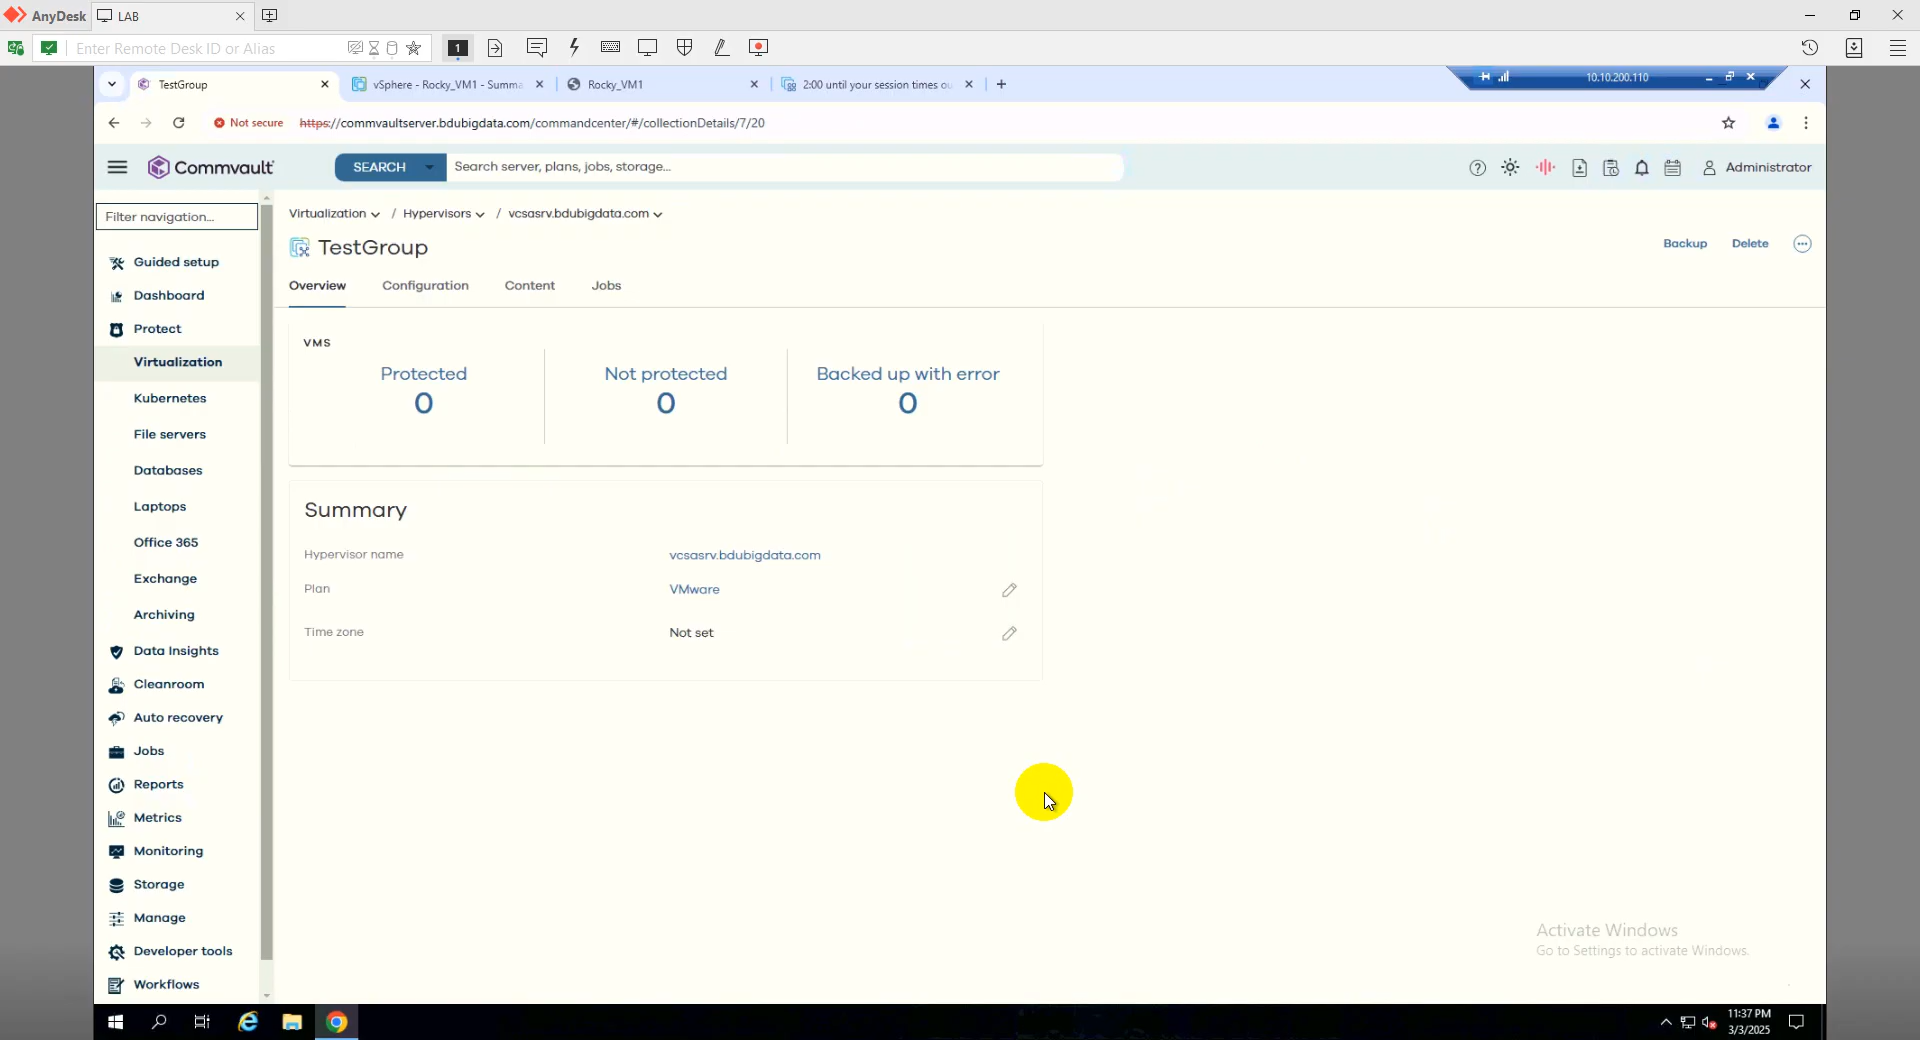 AnyDesk
LAB
Enter Remote Desk ID or Alias
1
TestGroup
vSphere - Rocky_VM1 - Summa
Rocky_VM1
2:00 until your session times ou
10.10.200.110
Not secure
https://commvaultserver.bdubigdata.com/commandcenter/#/collectionDetails/7/20
Commvault
SEARCH
Search server, plans, jobs, storage...
Administrator
Filter navigation...
Virtualization / Hypervisors / vcsasrv.bdubigdata.com
TestGroup
Backup
Delete
Overview
Configuration
Content
Jobs
Guided setup
Dashboard
Protect
Virtualization
Kubernetes
File servers
Databases
Laptops
Office 365
Exchange
Archiving
Data Insights
Cleanroom
Auto recovery
Jobs
Reports
Metrics
Monitoring
Storage
Manage
Developer tools
Workflows
VMS
Protected
0
Not protected
0
Backed up with error
0
Summary
Hypervisor name
vcsasrv.bdubigdata.com
Plan
VMware
Time zone
Not set
Activate Windows
Go to Settings to activate Windows.
11:37 PM
3/3/2025